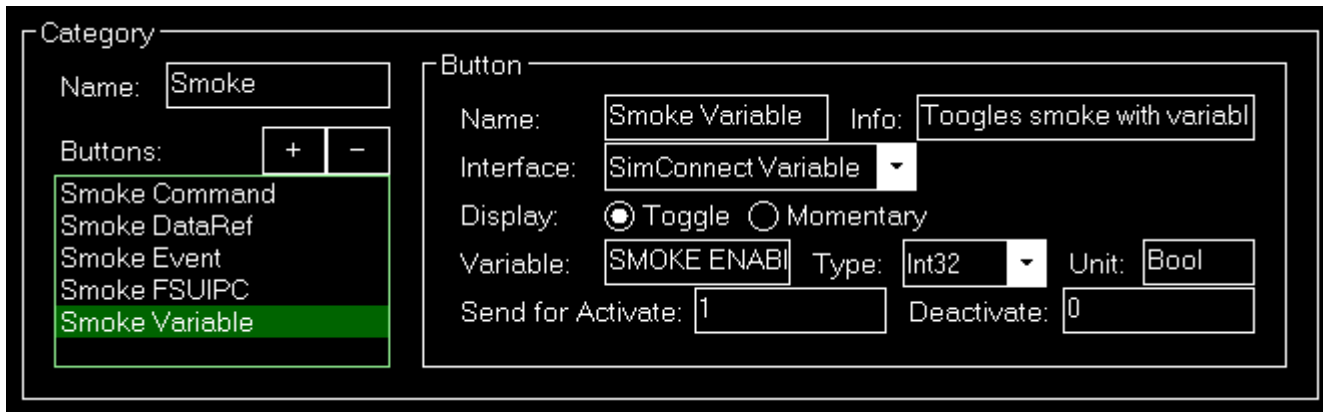 Category
Name: Smoke
Buttons: + −
Smoke Command
Smoke DataRef
Smoke Event
Smoke FSUIPC
Smoke Variable
Button
Name: Smoke Variable Info: Toogles smoke with variabl
Interface: SimConnect Variable
Display: Toggle Momentary
Variable: SMOKE ENABl Type: Int32 Unit: Bool
Send for Activate: 1 Deactivate: 0